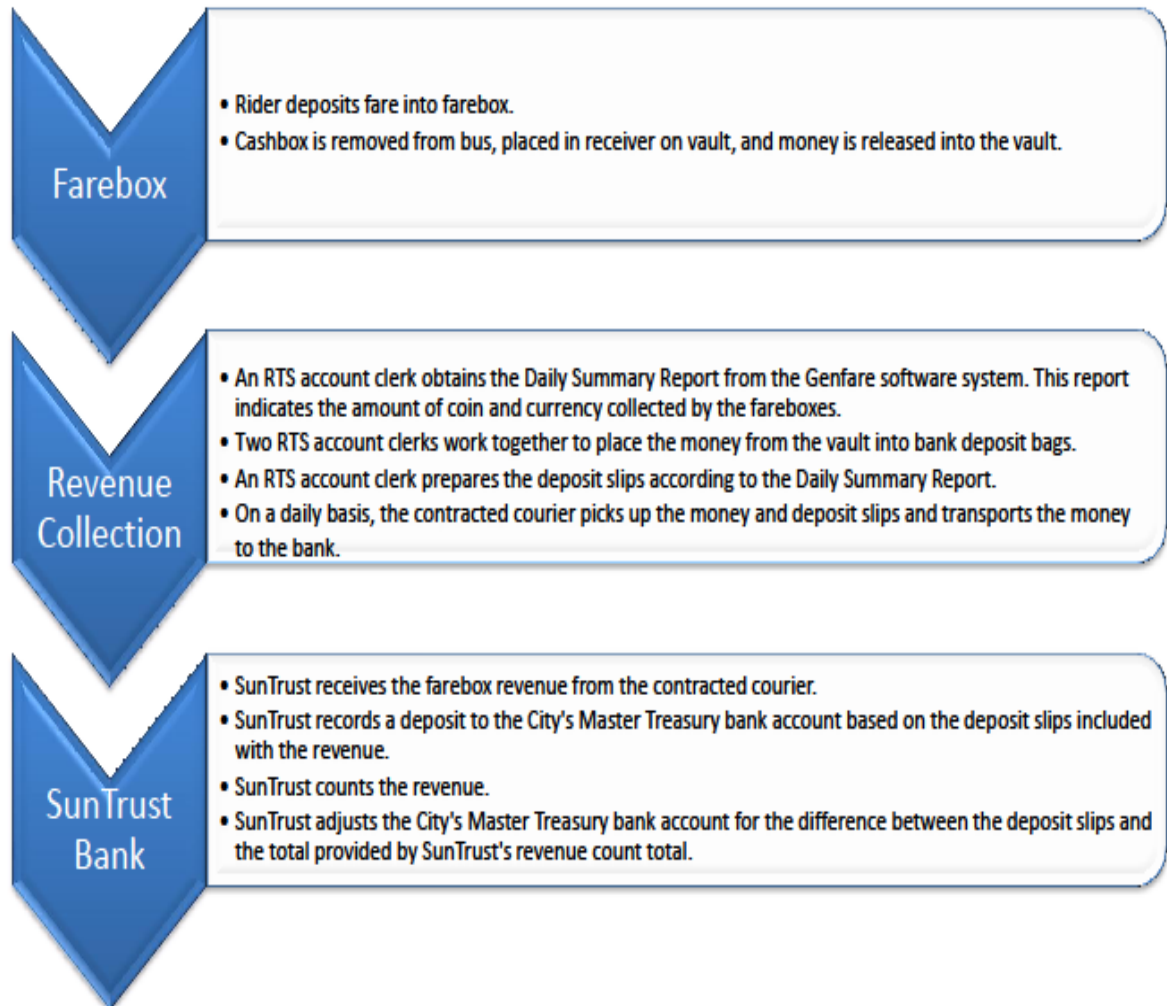 Farebox
• Rider deposits fare into farebox.
• Cashbox is removed from bus, placed in receiver on vault, and money is released into the vault.
Revenue
Collection
• An RTS account clerk obtains the Daily Summary Report from the Genfare software system. This report
indicates the amount of coin and currency collected by the fareboxes.
• Two RTS account clerks work together to place the money from the vault into bank deposit bags.
• An RTS account clerk prepares the deposit slips according to the Daily Summary Report.
• On a daily basis, the contracted courier picks up the money and deposit slips and transports the money
to the bank.
SunTrust
Bank
• SunTrust receives the farebox revenue from the contracted courier.
• SunTrust records a deposit to the City's Master Treasury bank account based on the deposit slips included
with the revenue.
• SunTrust counts the revenue.
• SunTrust adjusts the City's Master Treasury bank account for the difference between the deposit slips and
the total provided by SunTrust's revenue count total.